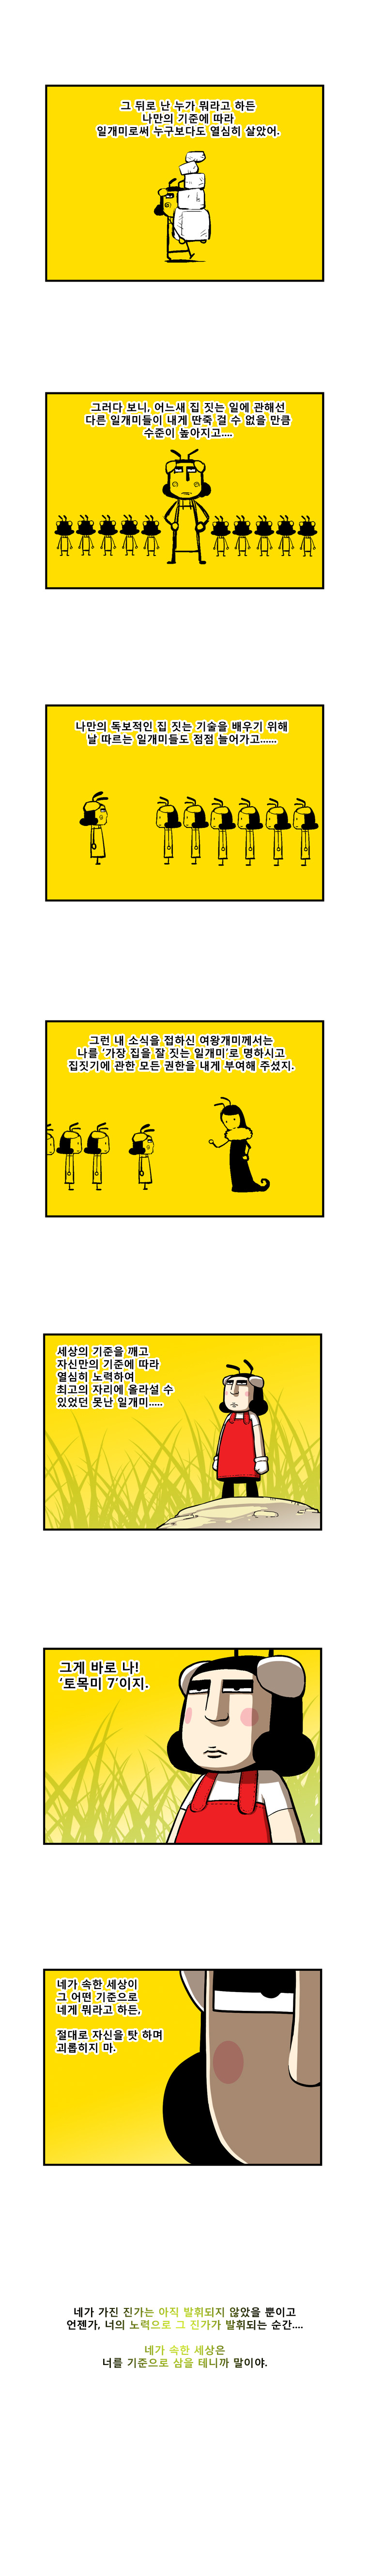 그 뒤로 난 누가 뭐라고 하든
나만의 기준에 따라
일개미로써 누구보다도 열심히 살았어.
그러다 보니, 어느새 집 짓는 일에 관해선
다른 일개미들이 내게 딴죽 걸 수 없을 만큼
수준이 높아지고....
나만의 독보적인 집 짓는 기술을 배우기 위해
날 따르는 일개미들도 점점 늘어가고......
그런 내 소식을 접하신 여왕개미께서는
나를 '가장 집을 잘 짓는 일개미'로 명하시고
집짓기에 관한 모든 권한을 내게 부여해 주셨지.
세상의 기준을 깨고
자신만의 기준에 따라
열심히 노력하여
최고의 자리에 올라설 수
있었던 못난 일개미.....
그게 바로 나!
'토목미 7'이지.
네가 속한 세상이
그 어떤 기준으로
네게 뭐라고 하든,
절대로 자신을 탓 하며
괴롭히지 마.
네가 가진 진가는 아직 발휘되지 않았을 뿐이고
언젠가, 너의 노력으로 그 진가가 발휘되는 순간....
네가 속한 세상은
너를 기준으로 삼을 테니까 말이야.